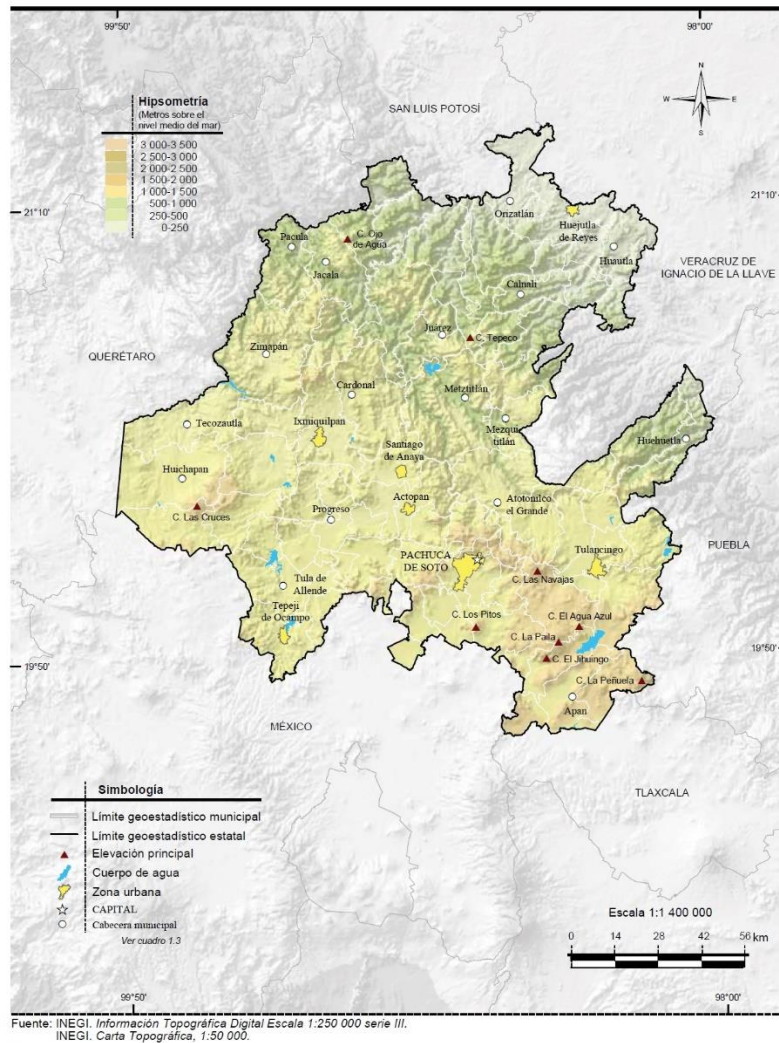 99°50'
98°00'
Hipsometría
(Metros sobre el
nivel medio del mar)
3 000-3 500
2 500-3 000
2 000-2 500
1 500-2 000
1 000-1 500
500-1 000
250-500
0-250
SAN LUIS POTOSÍ
N
W
E
S
21°10'
21°10'
Orizatlán
Huejutla
de Reyes
Pacula
C. Ojo
de Agua
Huautla
VERACRUZ DE
IGNACIO DE LA LLAVE
Jacala
Calnali
Juárez
C. Tepeco
QUERÉTARO
Zimapán
Cardonal
Metztitlán
Tecozautla
Ixmiquilpan
Mezqui
titlán
Huehuetla
Santiago
de Anaya
Huichapan
Actopan
Atotonilco
el Grande
C. Las Cruces
Progreso
PUEBLA
PACHUCA
DE SOTO
Tulancingo
C. Las Navajas
Tula de
Allende
Tepeji
de Ocampo
C. Los Pitos
C. El Agua Azul
C. La Paila
19°50'
19°50'
C. El Jihuingo
C. La Peñuela
Apan
MÉXICO
TLAXCALA
Simbología
Límite geoestadístico municipal
Límite geoestadístico estatal
Elevación principal
Cuerpo de agua
Zona urbana
CAPITAL
Cabecera municipal
Ver cuadro 1.3
Escala 1:1 400 000
0 14 28 42 56 km
99°50'
98°00'
Fuente: INEGI. Información Topográfica Digital Escala 1:250 000 serie III.
INEGI. Carta Topográfica, 1:50 000.